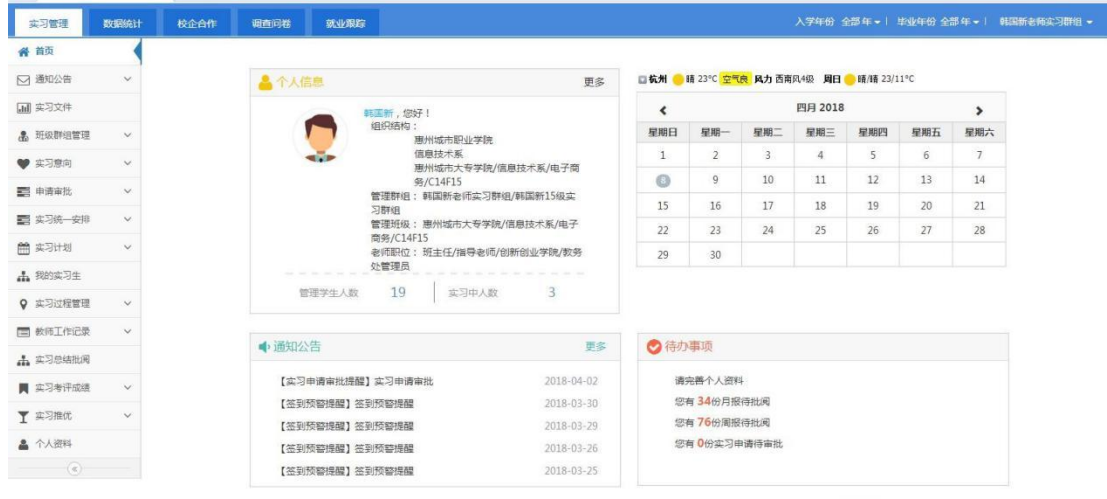 实习管理 数据统计 校企合作 调查问卷 就业跟踪 入学年份 全部年 | 毕业年份 全部年 | 韩国新老师实习群组
首页
通知公告
实习文件
班级群组管理
实习意向
申请审批
实习统一安排
实习计划
我的实习生
实习过程管理
教师工作记录
实习总结批阅
实习考评成绩
实习推优
个人资料
个人信息 更多
韩国新，您好！
组织结构：
惠州城市职业学院
信息技术系
惠州城市大专学院/信息技术系/电子商
务/C14F15
管理群组： 韩国新老师实习群组/韩国新15级实
习群组
管理班级： 惠州城市大专学院/信息技术系/电子
商务/C14F15
老师职位： 班主任/指导老师/创新创业学院/教务
处管理员
管理学生人数 19 实习中人数 3
杭州 晴 23°C 空气良 风力 西南风4级 周日 晴/晴 23/11°C
四月 2018
星期日 星期一 星期二 星期三 星期四 星期五 星期六
1 2 3 4 5 6 7
8 9 10 11 12 13 14
15 16 17 18 19 20 21
22 23 24 25 26 27 28
29 30
通知公告 更多
【实习申请审批提醒】实习申请审批 2018-04-02
【签到预警提醒】签到预警提醒 2018-03-30
【签到预警提醒】签到预警提醒 2018-03-29
【签到预警提醒】签到预警提醒 2018-03-26
【签到预警提醒】签到预警提醒 2018-03-25
待办事项
请完善个人资料
您有 34份月报待批阅
您有 76份周报待批阅
您有 0份实习申请待审批